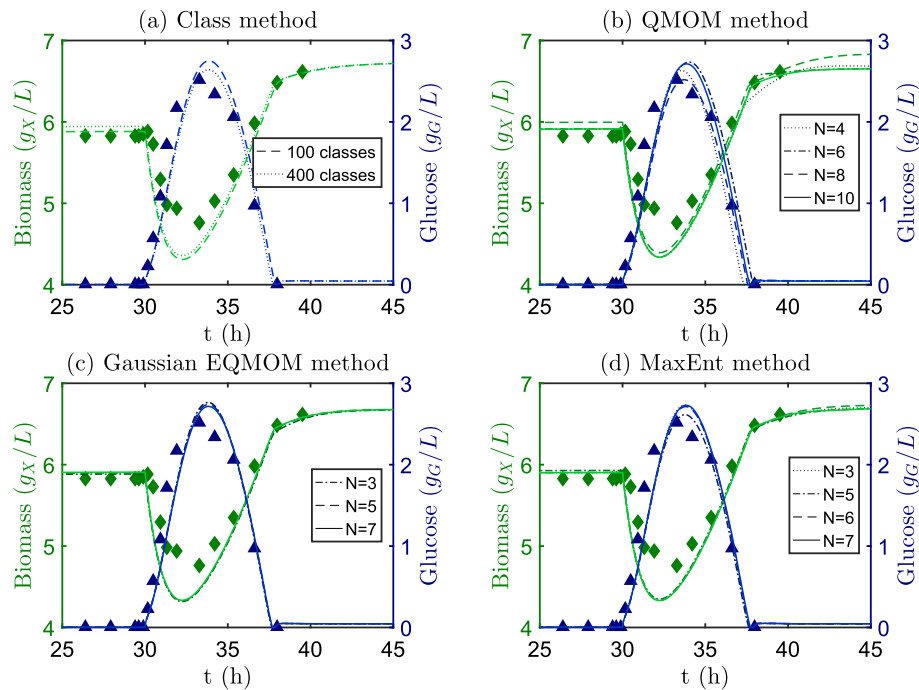 (a) Class method
7
6
5
4
Biomass (g_X/L)
3
2
1
0
Glucose (g_G/L)
100 classes
400 classes
25 30 35 40 45
t (h)
(b) QMOM method
7
6
5
4
Biomass (g_X/L)
3
2
1
0
Glucose (g_G/L)
N=4
N=6
N=8
N=10
25 30 35 40 45
t (h)
(c) Gaussian EQMOM method
7
6
5
4
Biomass (g_X/L)
3
2
1
0
Glucose (g_G/L)
N=3
N=5
N=7
25 30 35 40 45
t (h)
(d) MaxEnt method
7
6
5
4
Biomass (g_X/L)
3
2
1
0
Glucose (g_G/L)
N=3
N=5
N=6
N=7
25 30 35 40 45
t (h)